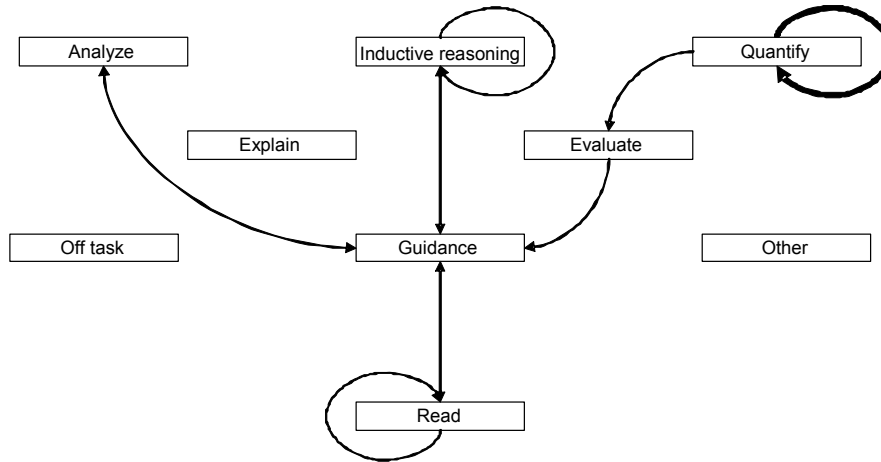 Analyze
Inductive reasoning
Quantify
Explain
Evaluate
Off task
Guidance
Other
Read